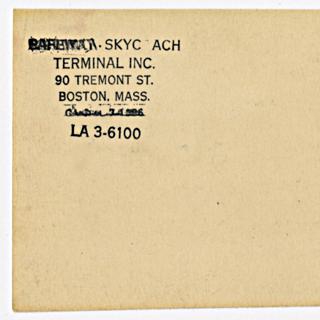 SKYC ACH
TERMINAL INC.
90 TREMONT ST.
BOSTON, MASS.
LA 3-6100